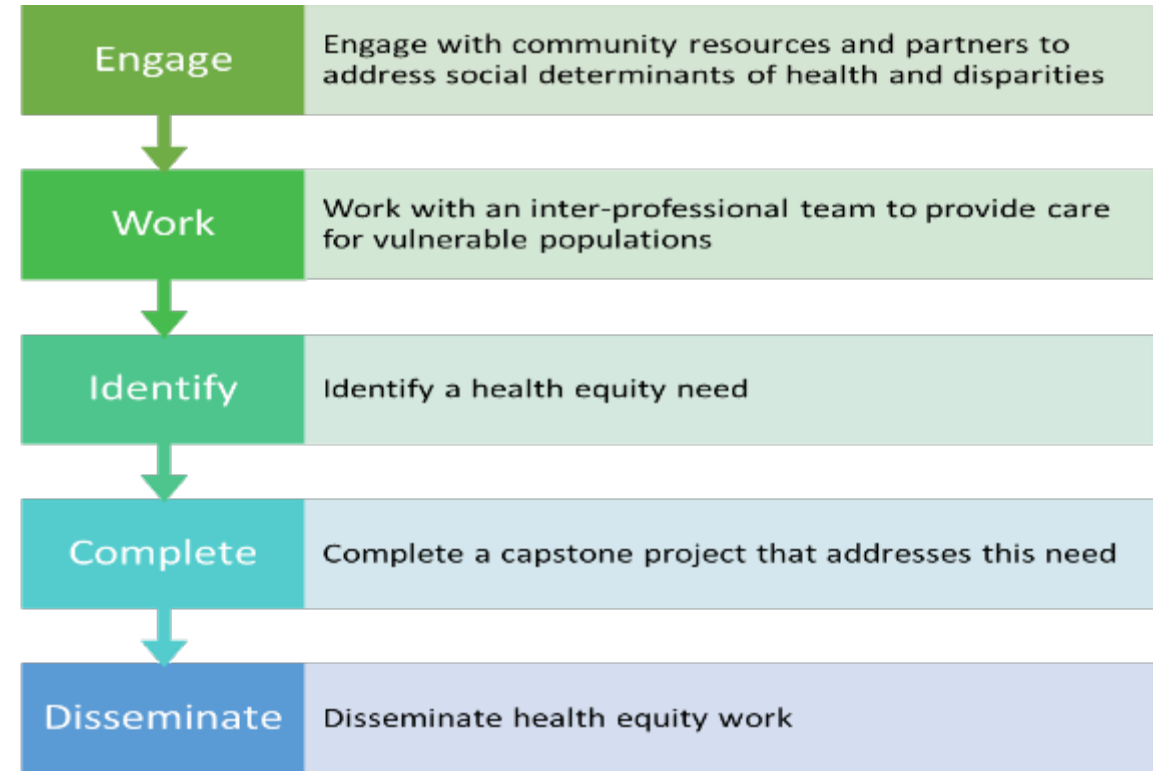 Engage
Engage with community resources and partners to
address social determinants of health and disparities
Work
Work with an inter-professional team to provide care
for vulnerable populations
Identify
Identify a health equity need
Complete
Complete a capstone project that addresses this need
Disseminate
Disseminate health equity work